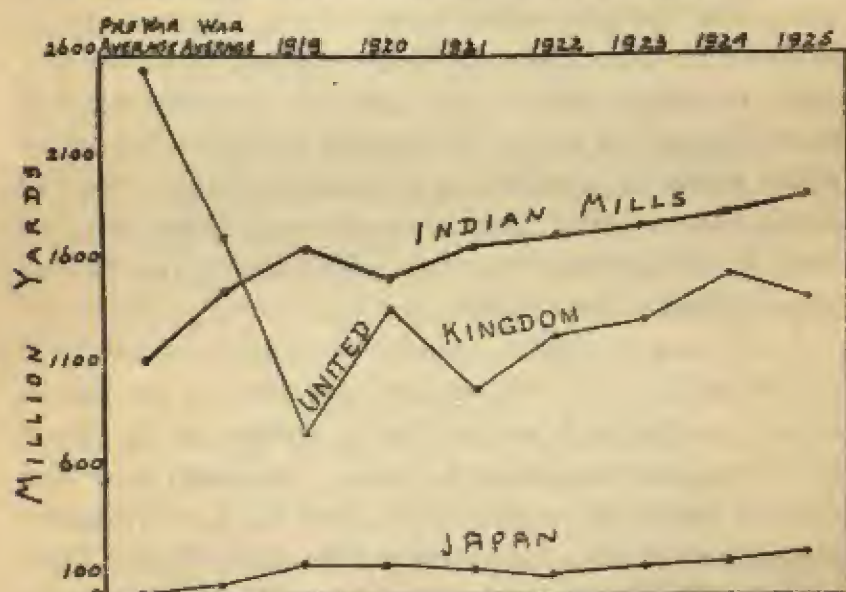 PRE WAR WAR
AVERAGE AVERAGE 1919 1920 1921 1922 1923 1924 1925
2600
2100
1600
1100
600
100
0
MILLION YARDS
INDIAN MILLS
UNITED KINGDOM
JAPAN